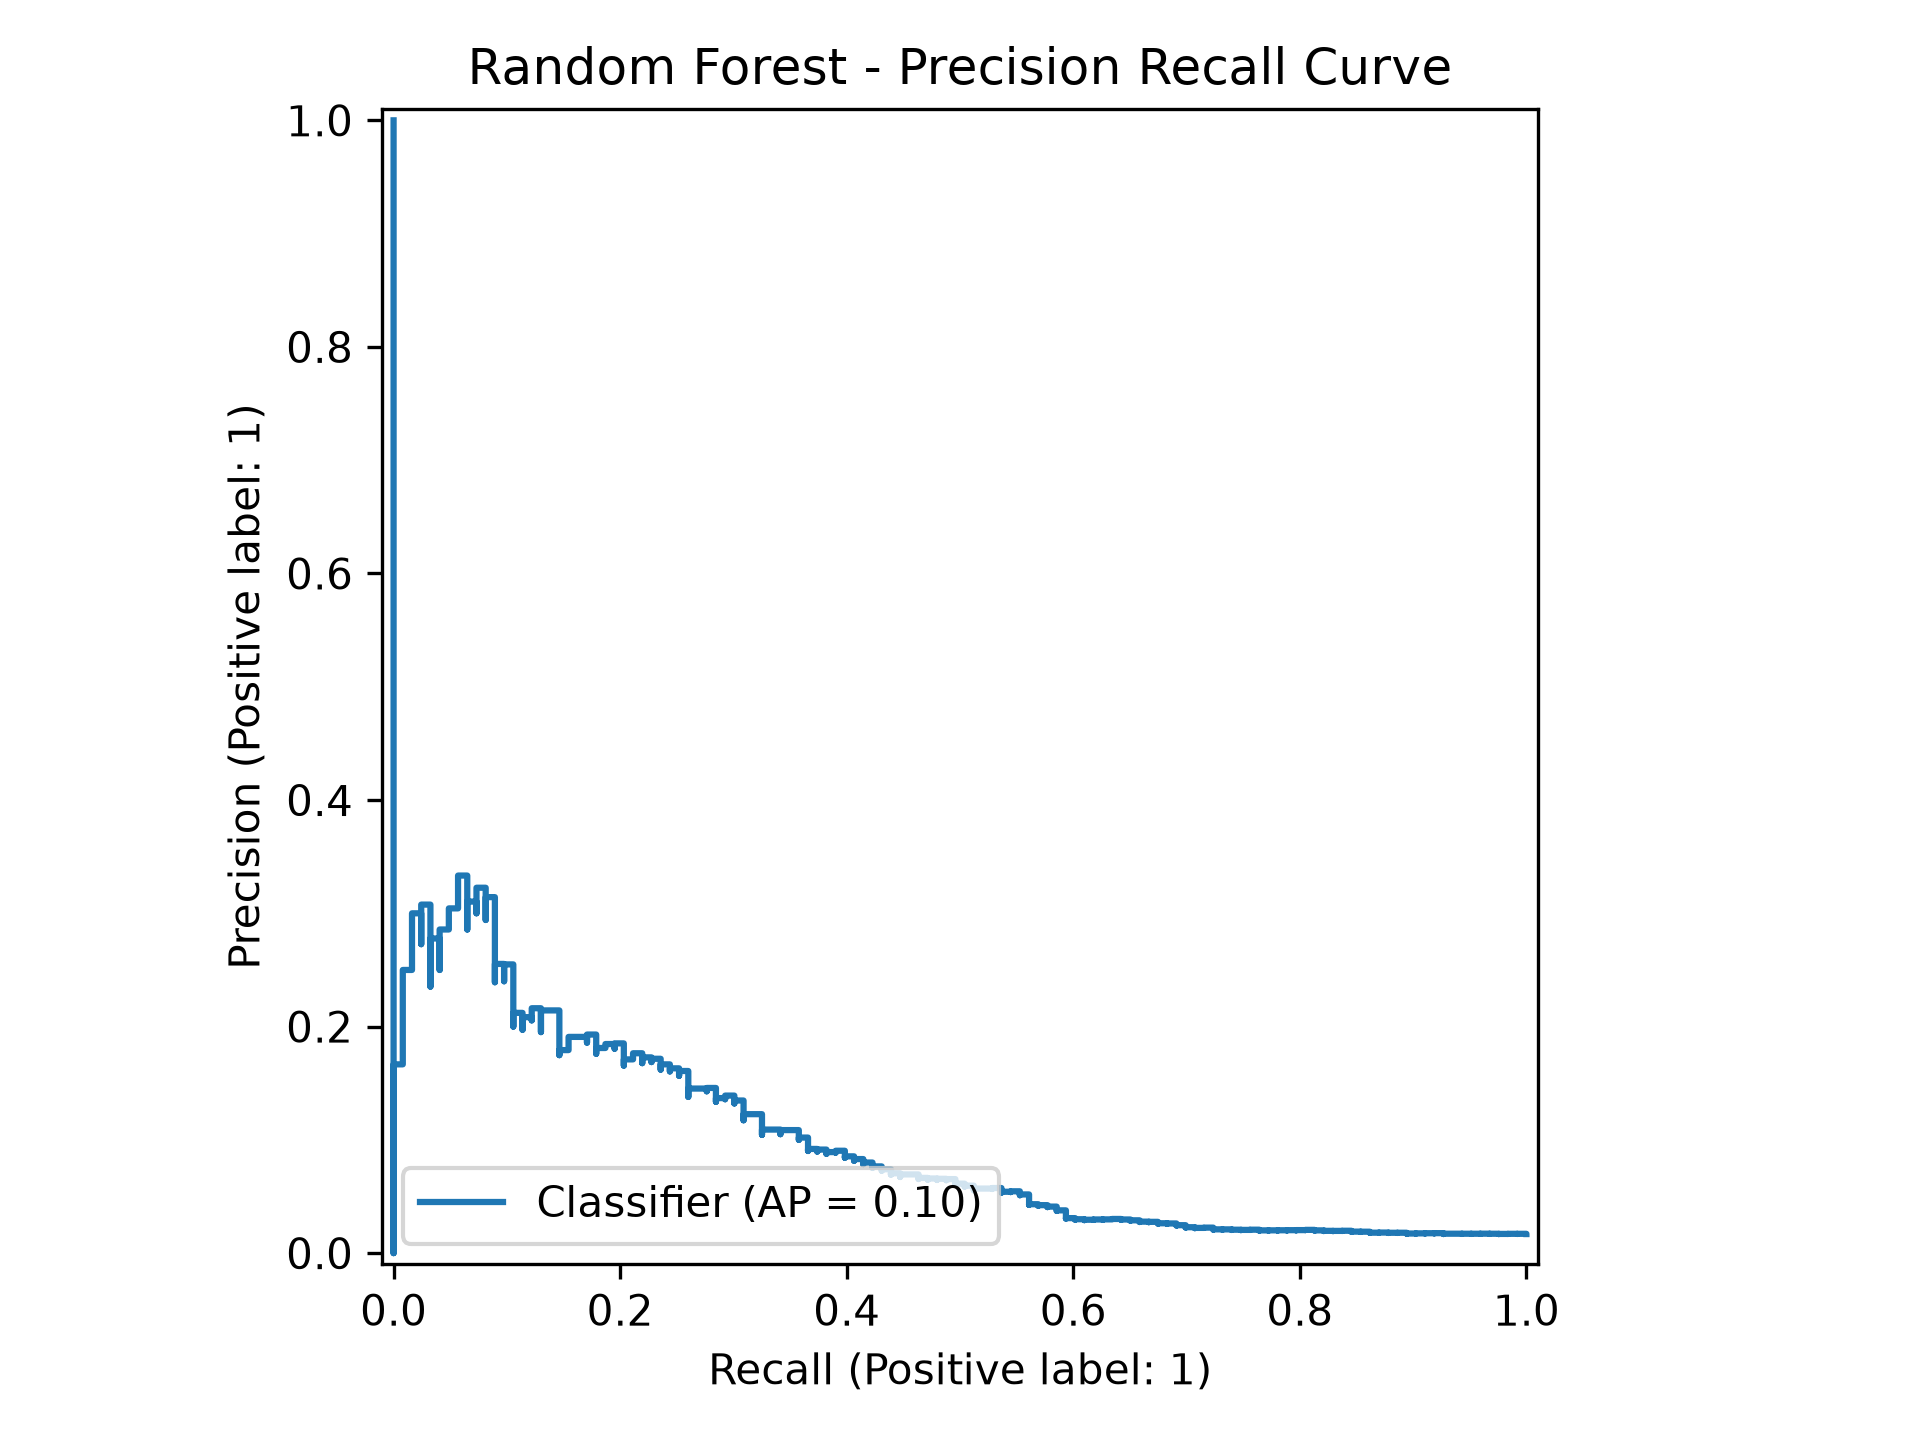 Random Forest - Precision Recall Curve
1.0
0.8
0.6
0.4
0.2
0.0
Precision (Positive label: 1)
Classifier (AP = 0.10)
0.0 0.2 0.4 0.6 0.8 1.0
Recall (Positive label: 1)